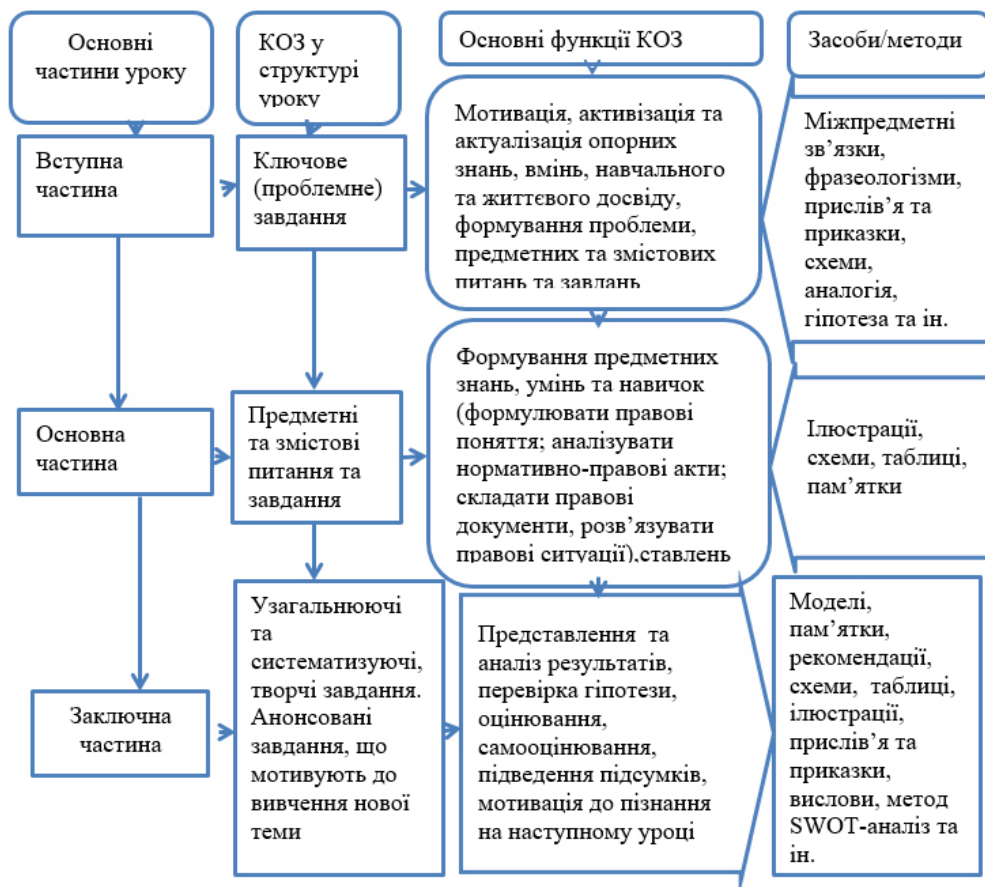 Основні
частини уроку
КОЗ у
структурі
уроку
Основні функції КОЗ
Засоби/методи
Вступна
частина
Ключове
(проблемне)
завдання
Мотивація, активізація та
актуалізація опорних
знань, вмінь, навчального
та життєвого досвіду,
формування проблеми,
предметних та змістових
питань та завдань
Міжпредметні
зв’язки,
фразеологізми,
прислів’я та
приказки,
схеми,
аналогія,
гіпотеза та ін.
Основна
частина
Предметні
та змістові
питання та
завдання
Формування предметних
знань, умінь та навичок
(формулювати правові
поняття; аналізувати
нормативно-правові акти;
складати правові
документи, розв’язувати
правові ситуації),ставлень
Ілюстрації,
схеми, таблиці,
пам’ятки
Заключна
частина
Узагальнюючі
та
систематизуючі,
творчі завдання.
Анонсовані
завдання, що
мотивують до
вивчення нової
теми
Представлення та
аналіз результатів,
перевірка гіпотези,
оцінювання,
самооцінювання,
підведення підсумків,
мотивація до пізнання
на наступному уроці
Моделі,
пам’ятки,
рекомендації,
схеми, таблиці,
ілюстрації,
прислів’я та
приказки,
вислови, метод
SWOT-аналіз та
ін.